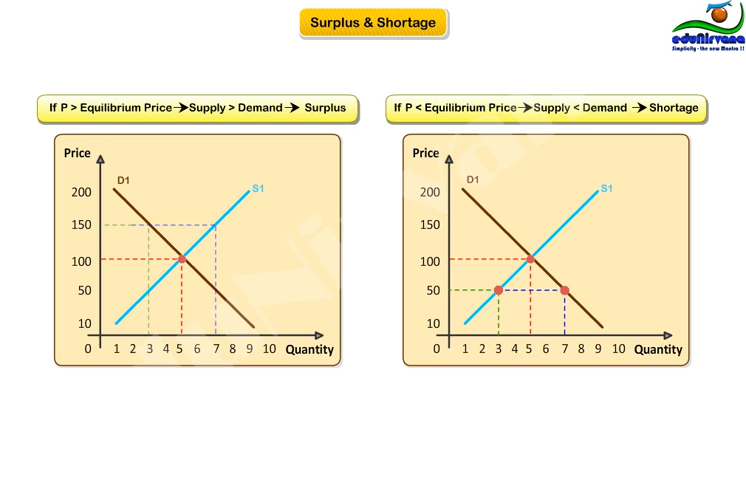 Surplus & Shortage
eduNirvana
Simplicity - the new Mantra !!
If P > Equilibrium Price → Supply > Demand → Surplus
If P < Equilibrium Price → Supply < Demand → Shortage
Price
D1
S1
200
150
100
50
10
0 1 2 3 4 5 6 7 8 9 10 Quantity
Price
D1
S1
200
150
100
50
10
0 1 2 3 4 5 6 7 8 9 10 Quantity